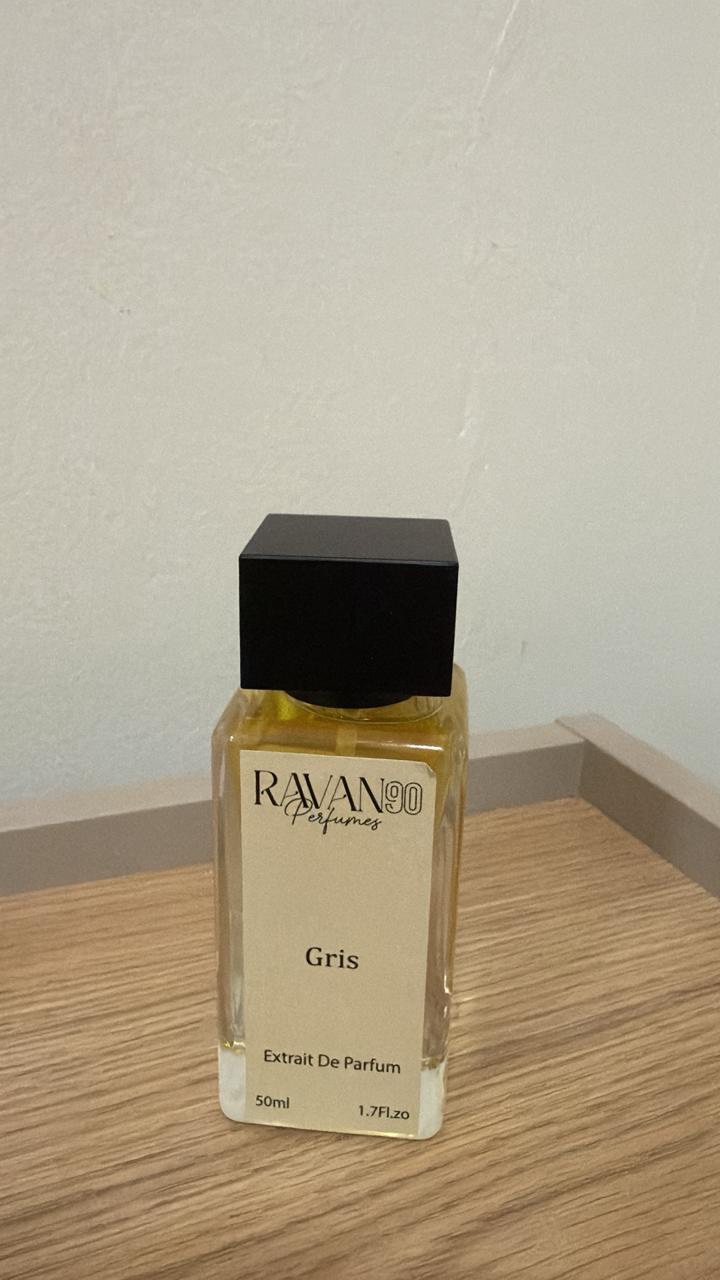 RAVAN90
Perfumes
Gris
Extrait De Parfum
50ml 1.7Fl.zo